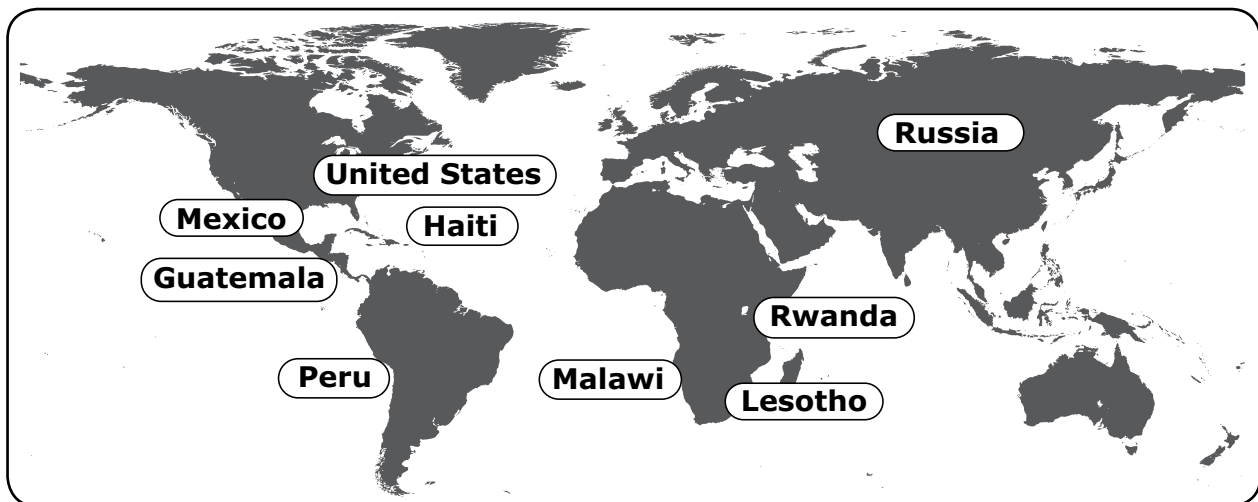 Russia
United States
Mexico
Haiti
Guatemala
Rwanda
Peru
Malawi
Lesotho